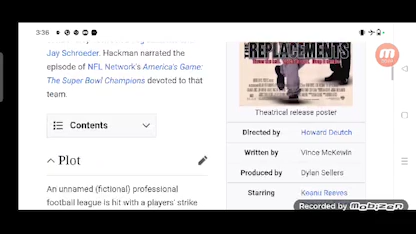 3:36
Jay Schroeder. Hackman narrated the
episode of NFL Network's America's Game:
The Super Bowl Champions devoted to that
team.
Contents
Plot
An unnamed (fictional) professional
football league is hit with a players' strike
THE
REPLACEMENTS
Theatrical release poster
Directed by Howard Deutch
Written by Vince McKewin
Produced by Dylan Sellers
Starring Keanu Reeves
Recorded by Mobizen